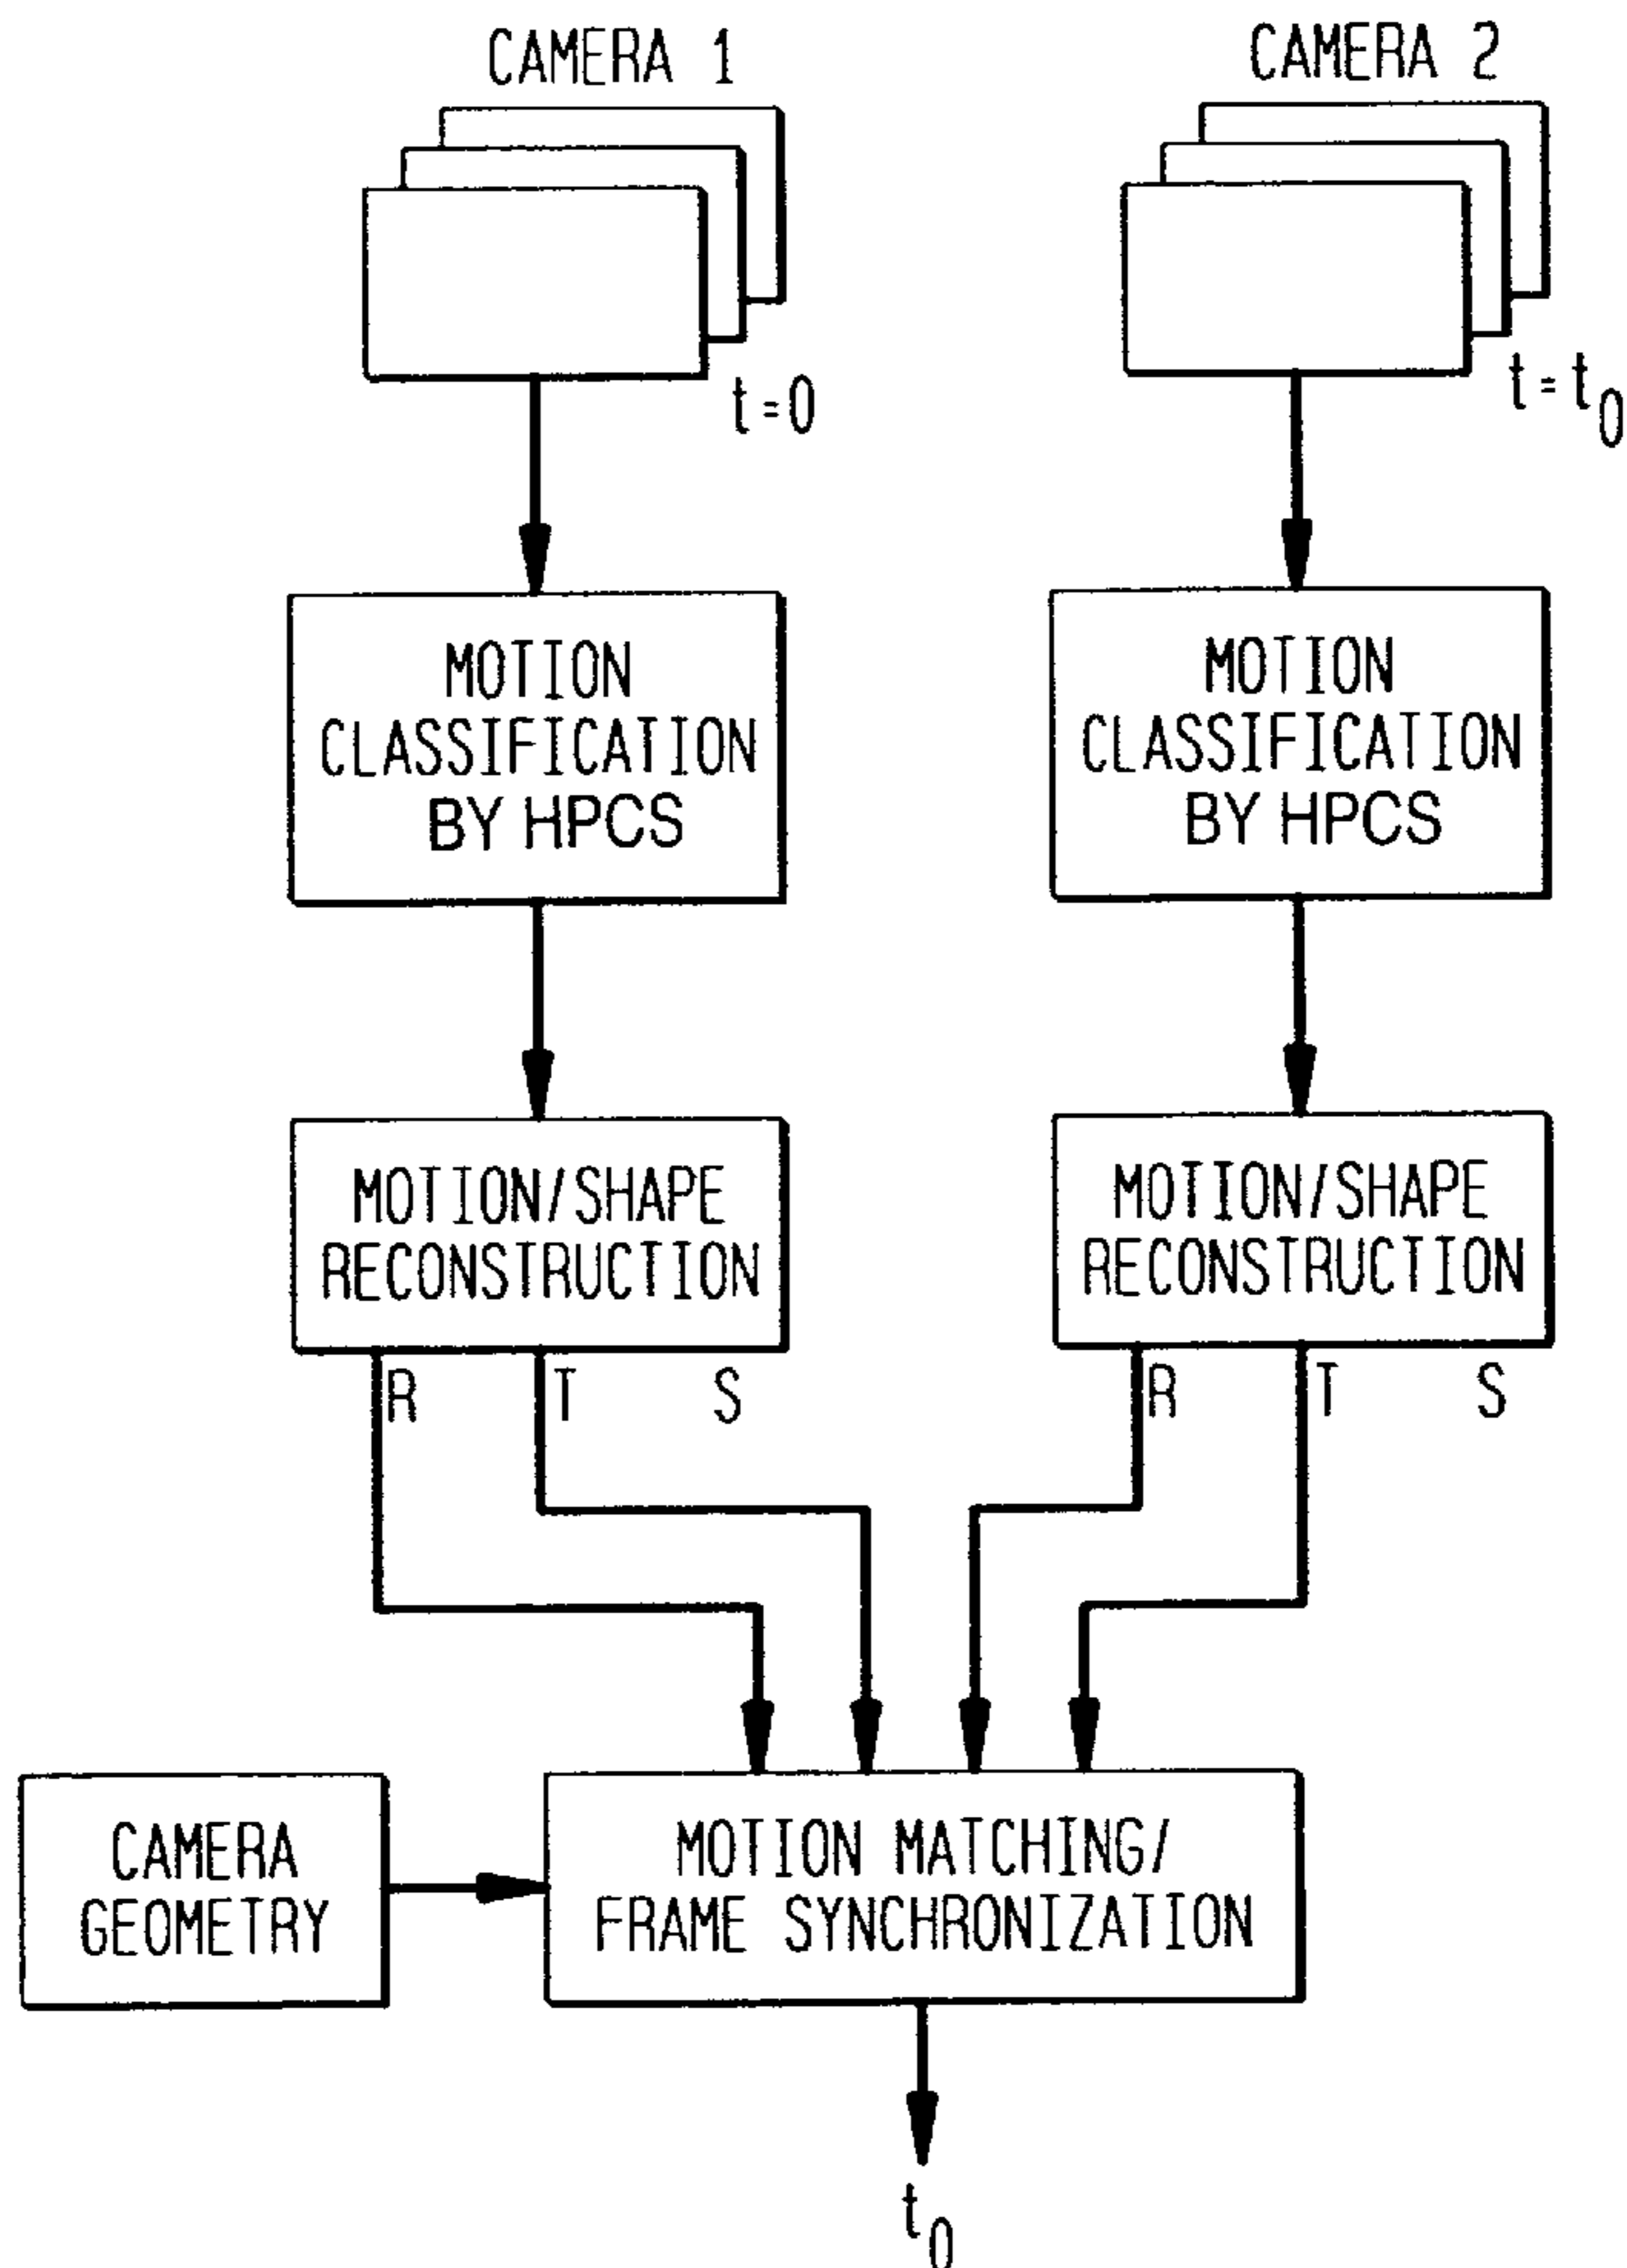 CAMERA 1
CAMERA 2
t=0
t=t0
MOTION
CLASSIFICATION
BY HPCS
MOTION
CLASSIFICATION
BY HPCS
MOTION/SHAPE
RECONSTRUCTION
MOTION/SHAPE
RECONSTRUCTION
R T S
R T S
CAMERA
GEOMETRY
MOTION MATCHING/
FRAME SYNCHRONIZATION
t0